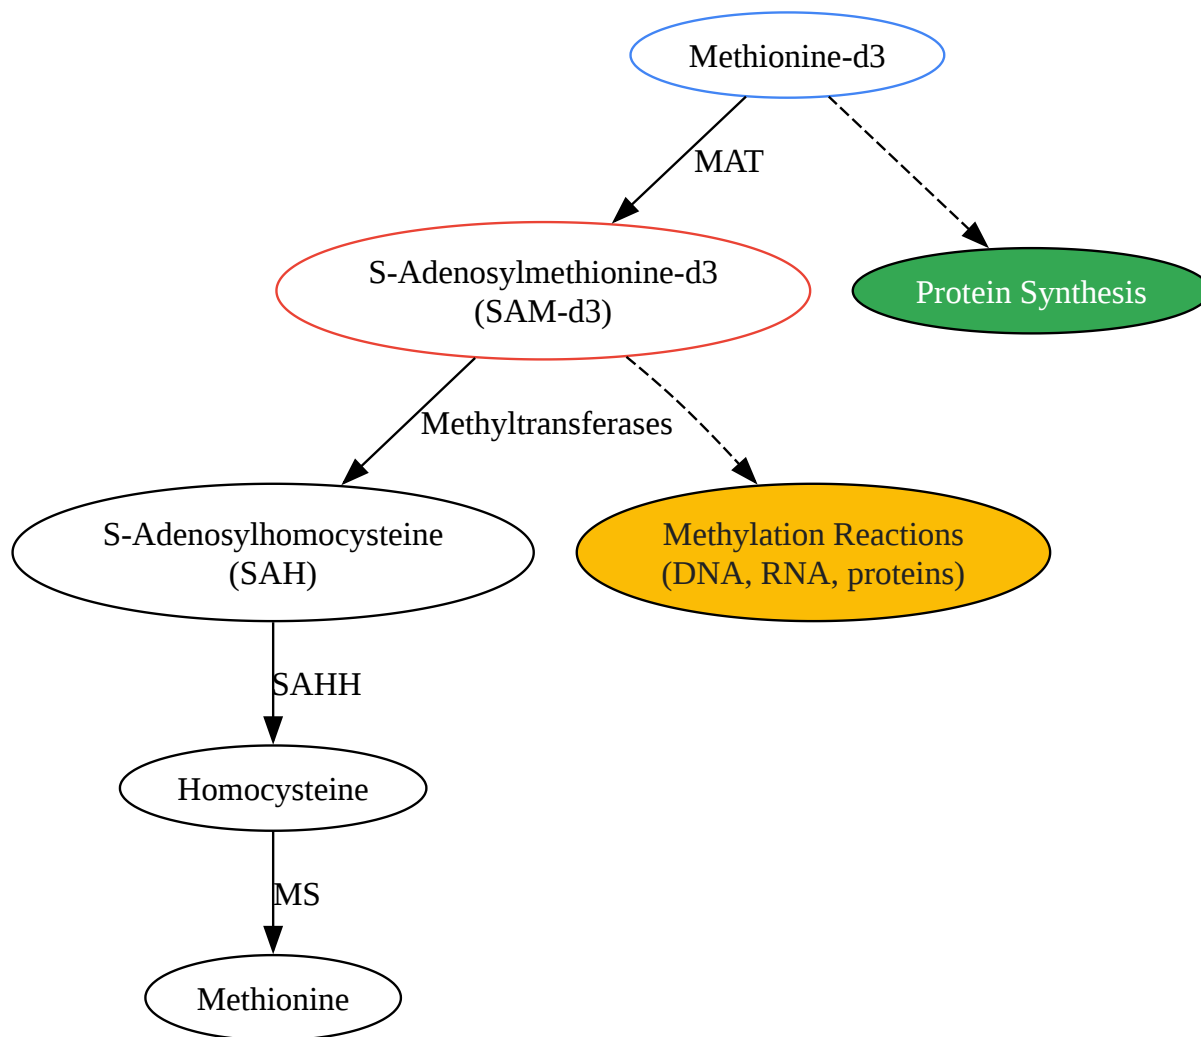 Methionine-d3
MAT
S-Adenosylmethionine-d3
(SAM-d3)
Protein Synthesis
Methyltransferases
S-Adenosylhomocysteine
(SAH)
Methylation Reactions
(DNA, RNA, proteins)
SAHH
Homocysteine
MS
Methionine